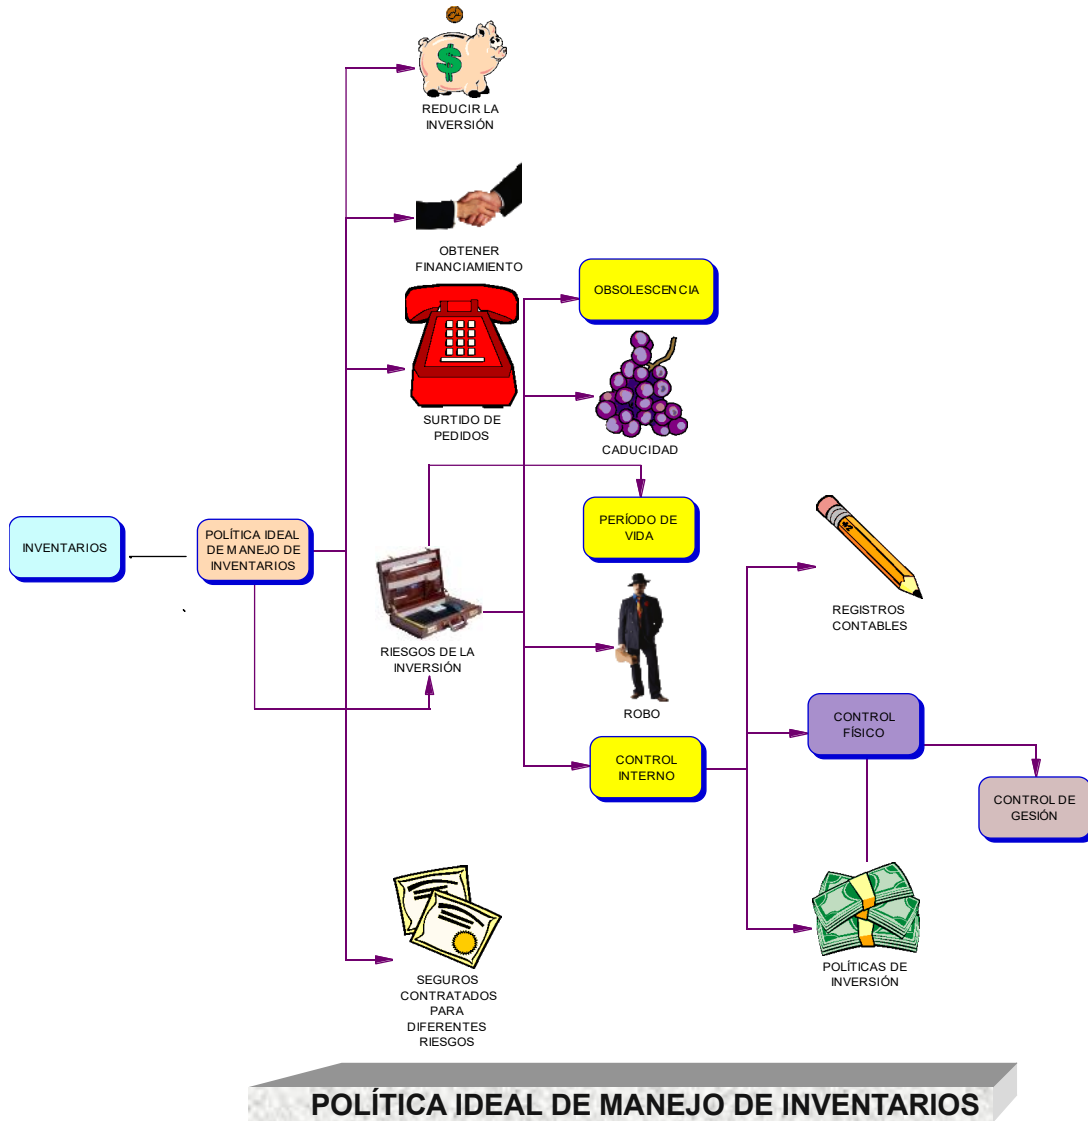 $
REDUCIR LA
INVERSIÓN
OBTENER
FINANCIAMIENTO
SURTIDO DE
PEDIDOS
OBSOLESCENCIA
CADUCIDAD
INVENTARIOS
POLÍTICA IDEAL
DE MANEJO DE
INVENTARIOS
PERÍODO DE
VIDA
RIESGOS DE LA
INVERSIÓN
ROBO
CONTROL
INTERNO
REGISTROS
CONTABLES
CONTROL
FÍSICO
CONTROL DE
GESIÓN
POLÍTICAS DE
INVERSIÓN
SEGUROS
CONTRATADOS
PARA
DIFERENTES
RIESGOS
POLÍTICA IDEAL DE MANEJO DE INVENTARIOS